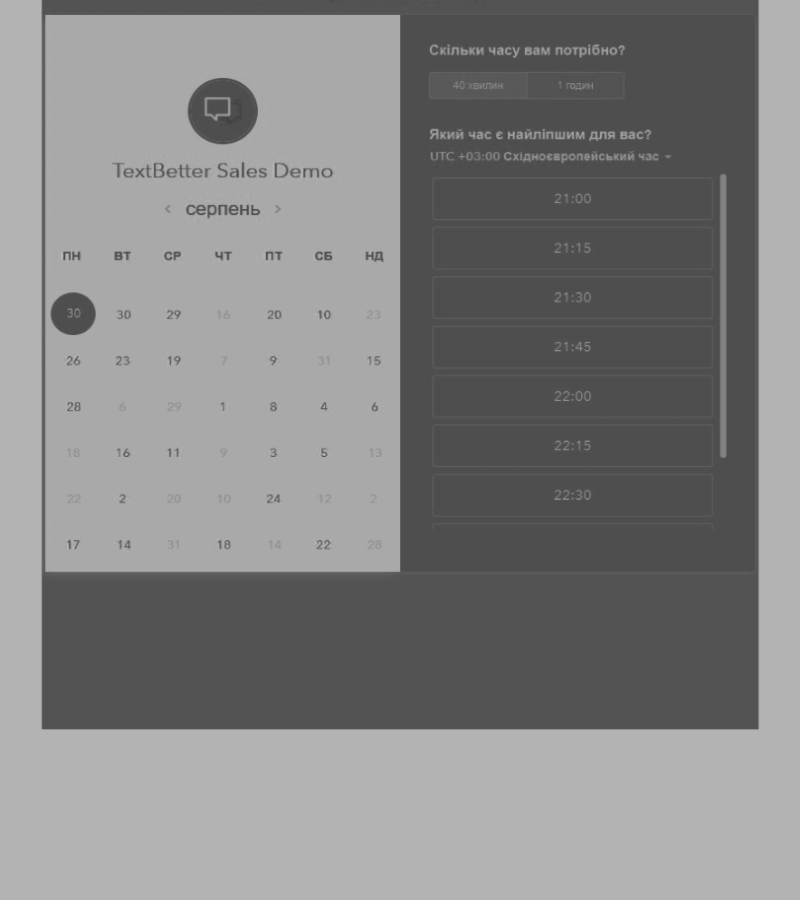 TextBetter Sales Demo
серпень
ПН ВТ СР ЧТ ПТ СБ НД
30 30 29 16 20 10 23
26 23 19 7 9 31 15
28 6 29 1 8 4 6
18 16 11 9 3 5 13
22 2 20 10 24 12 2
17 14 31 18 14 22 28
Скільки часу вам потрібно?
40 хвилин 1 годин
Який час є найліпшим для вас?
UTC +03:00 Східноєвропейський час
21:00
21:15
21:30
21:45
22:00
22:15
22:30